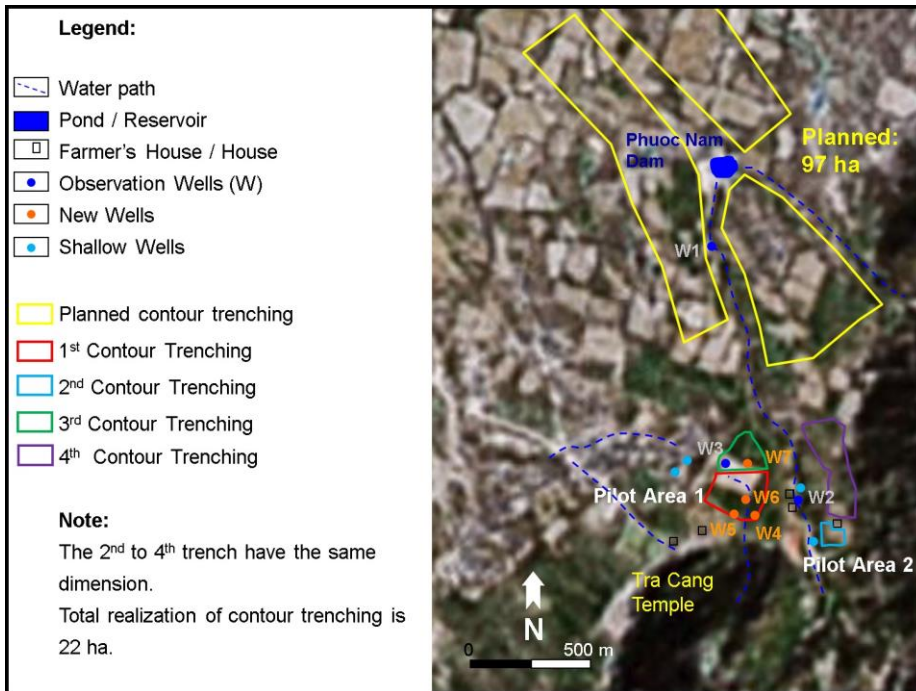 Legend:
Water path
Pond / Reservoir
Farmer's House / House
Observation Wells (W)
New Wells
Shallow Wells
Planned contour trenching
1st Contour Trenching
2nd Contour Trenching
3rd Contour Trenching
4th Contour Trenching
Note:
The 2nd to 4th trench have the same
dimension.
Total realization of contour trenching is
22 ha.
Phuoc Nam
Dam
Planned:
97 ha
W1
W3
W7
Pilot Area 1
W6
W2
W5
W4
Pilot Area 2
Tra Cang
Temple
N
0
500 m